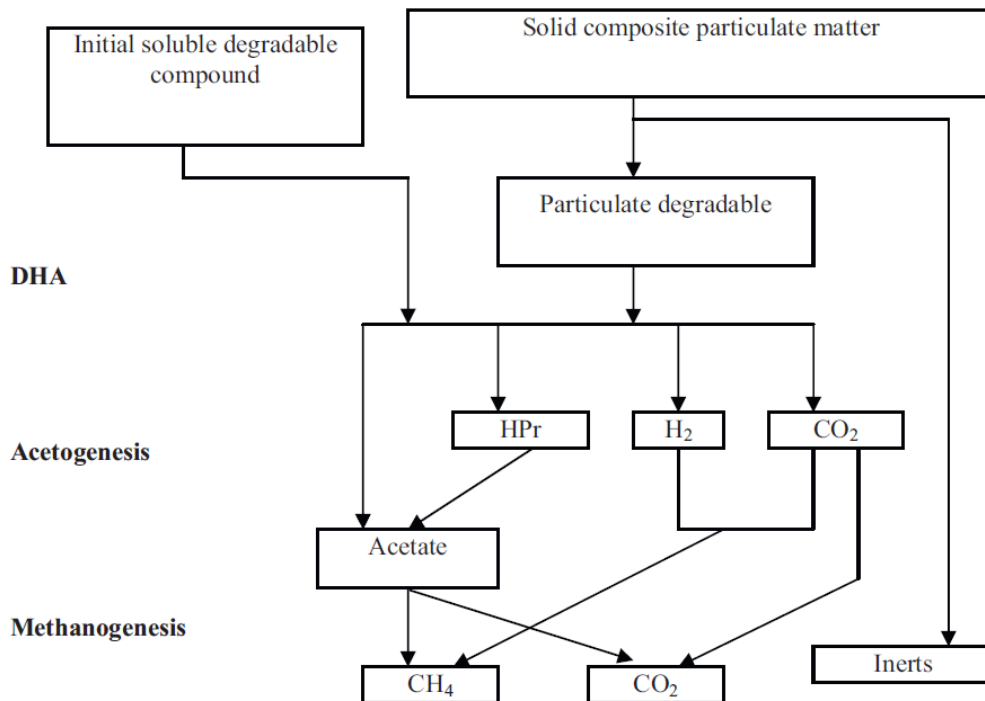 Solid composite particulate matter
Initial soluble degradable
compound
Particulate degradable
DHA
HPr
H₂
CO₂
Acetogenesis
Acetate
Methanogenesis
Inerts
CH₄
CO₂